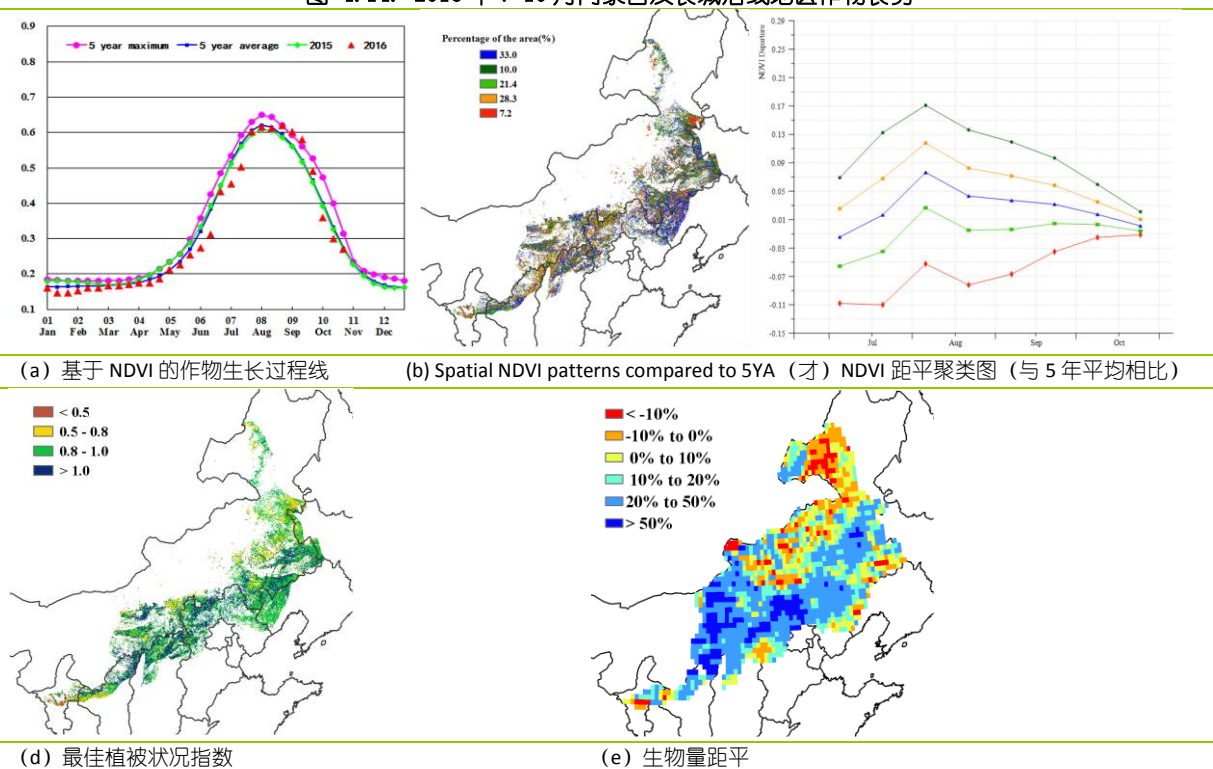 5 year maximum 5 year average 2015 2016
0.9
0.8
0.7
0.6
0.5
0.4
0.3
0.2
0.1
01 02 03 04 05 06 07 08 09 10 11 12
Jan Feb Mar Apr May Jun Jul Aug Sep Oct Nov Dec
Percentage of the area(%)
33.0
10.0
21.4
28.3
7.2
NDVI Departure
0.29
0.25
0.21
0.17
0.13
0.09
0.05
0.01
-0.03
-0.07
-0.11
-0.15
Jul Aug Sep Oct
(a) 基于 NDVI 的作物生长过程线
(b) Spatial NDVI patterns compared to 5YA（才）NDVI 距平聚类图（与 5 年平均相比）
< 0.5
0.5 - 0.8
0.8 - 1.0
> 1.0
< -10%
-10% to 0%
0% to 10%
10% to 20%
20% to 50%
> 50%
(d) 最佳植被状况指数
(e) 生物量距平